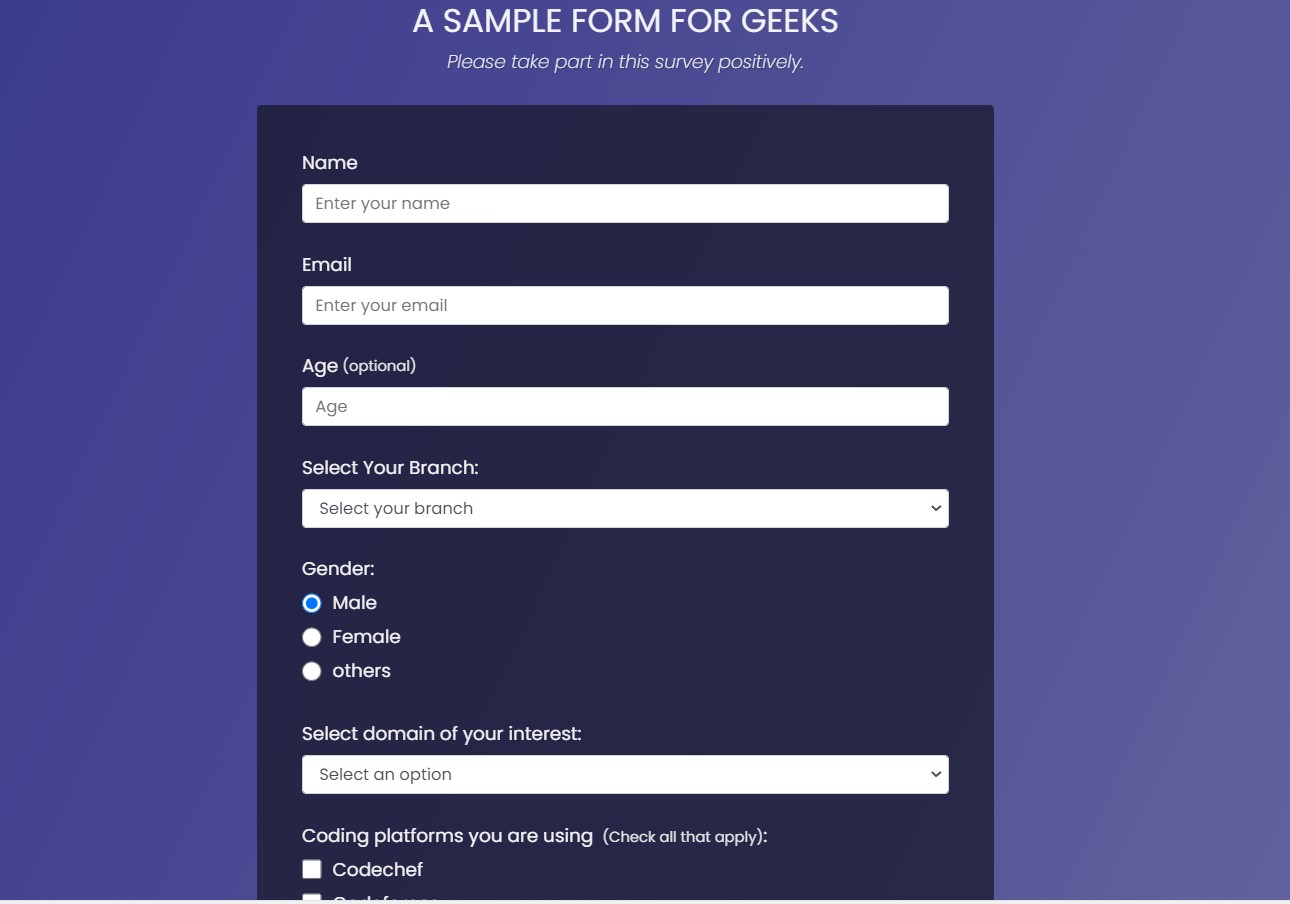 A SAMPLE FORM FOR GEEKS
Please take part in this survey positively.
Name
Enter your name
Email
Enter your email
Age (optional)
Age
Select Your Branch:
Select your branch
Gender:
Male
Female
others
Select domain of your interest:
Select an option
Coding platforms you are using (Check all that apply):
Codechef